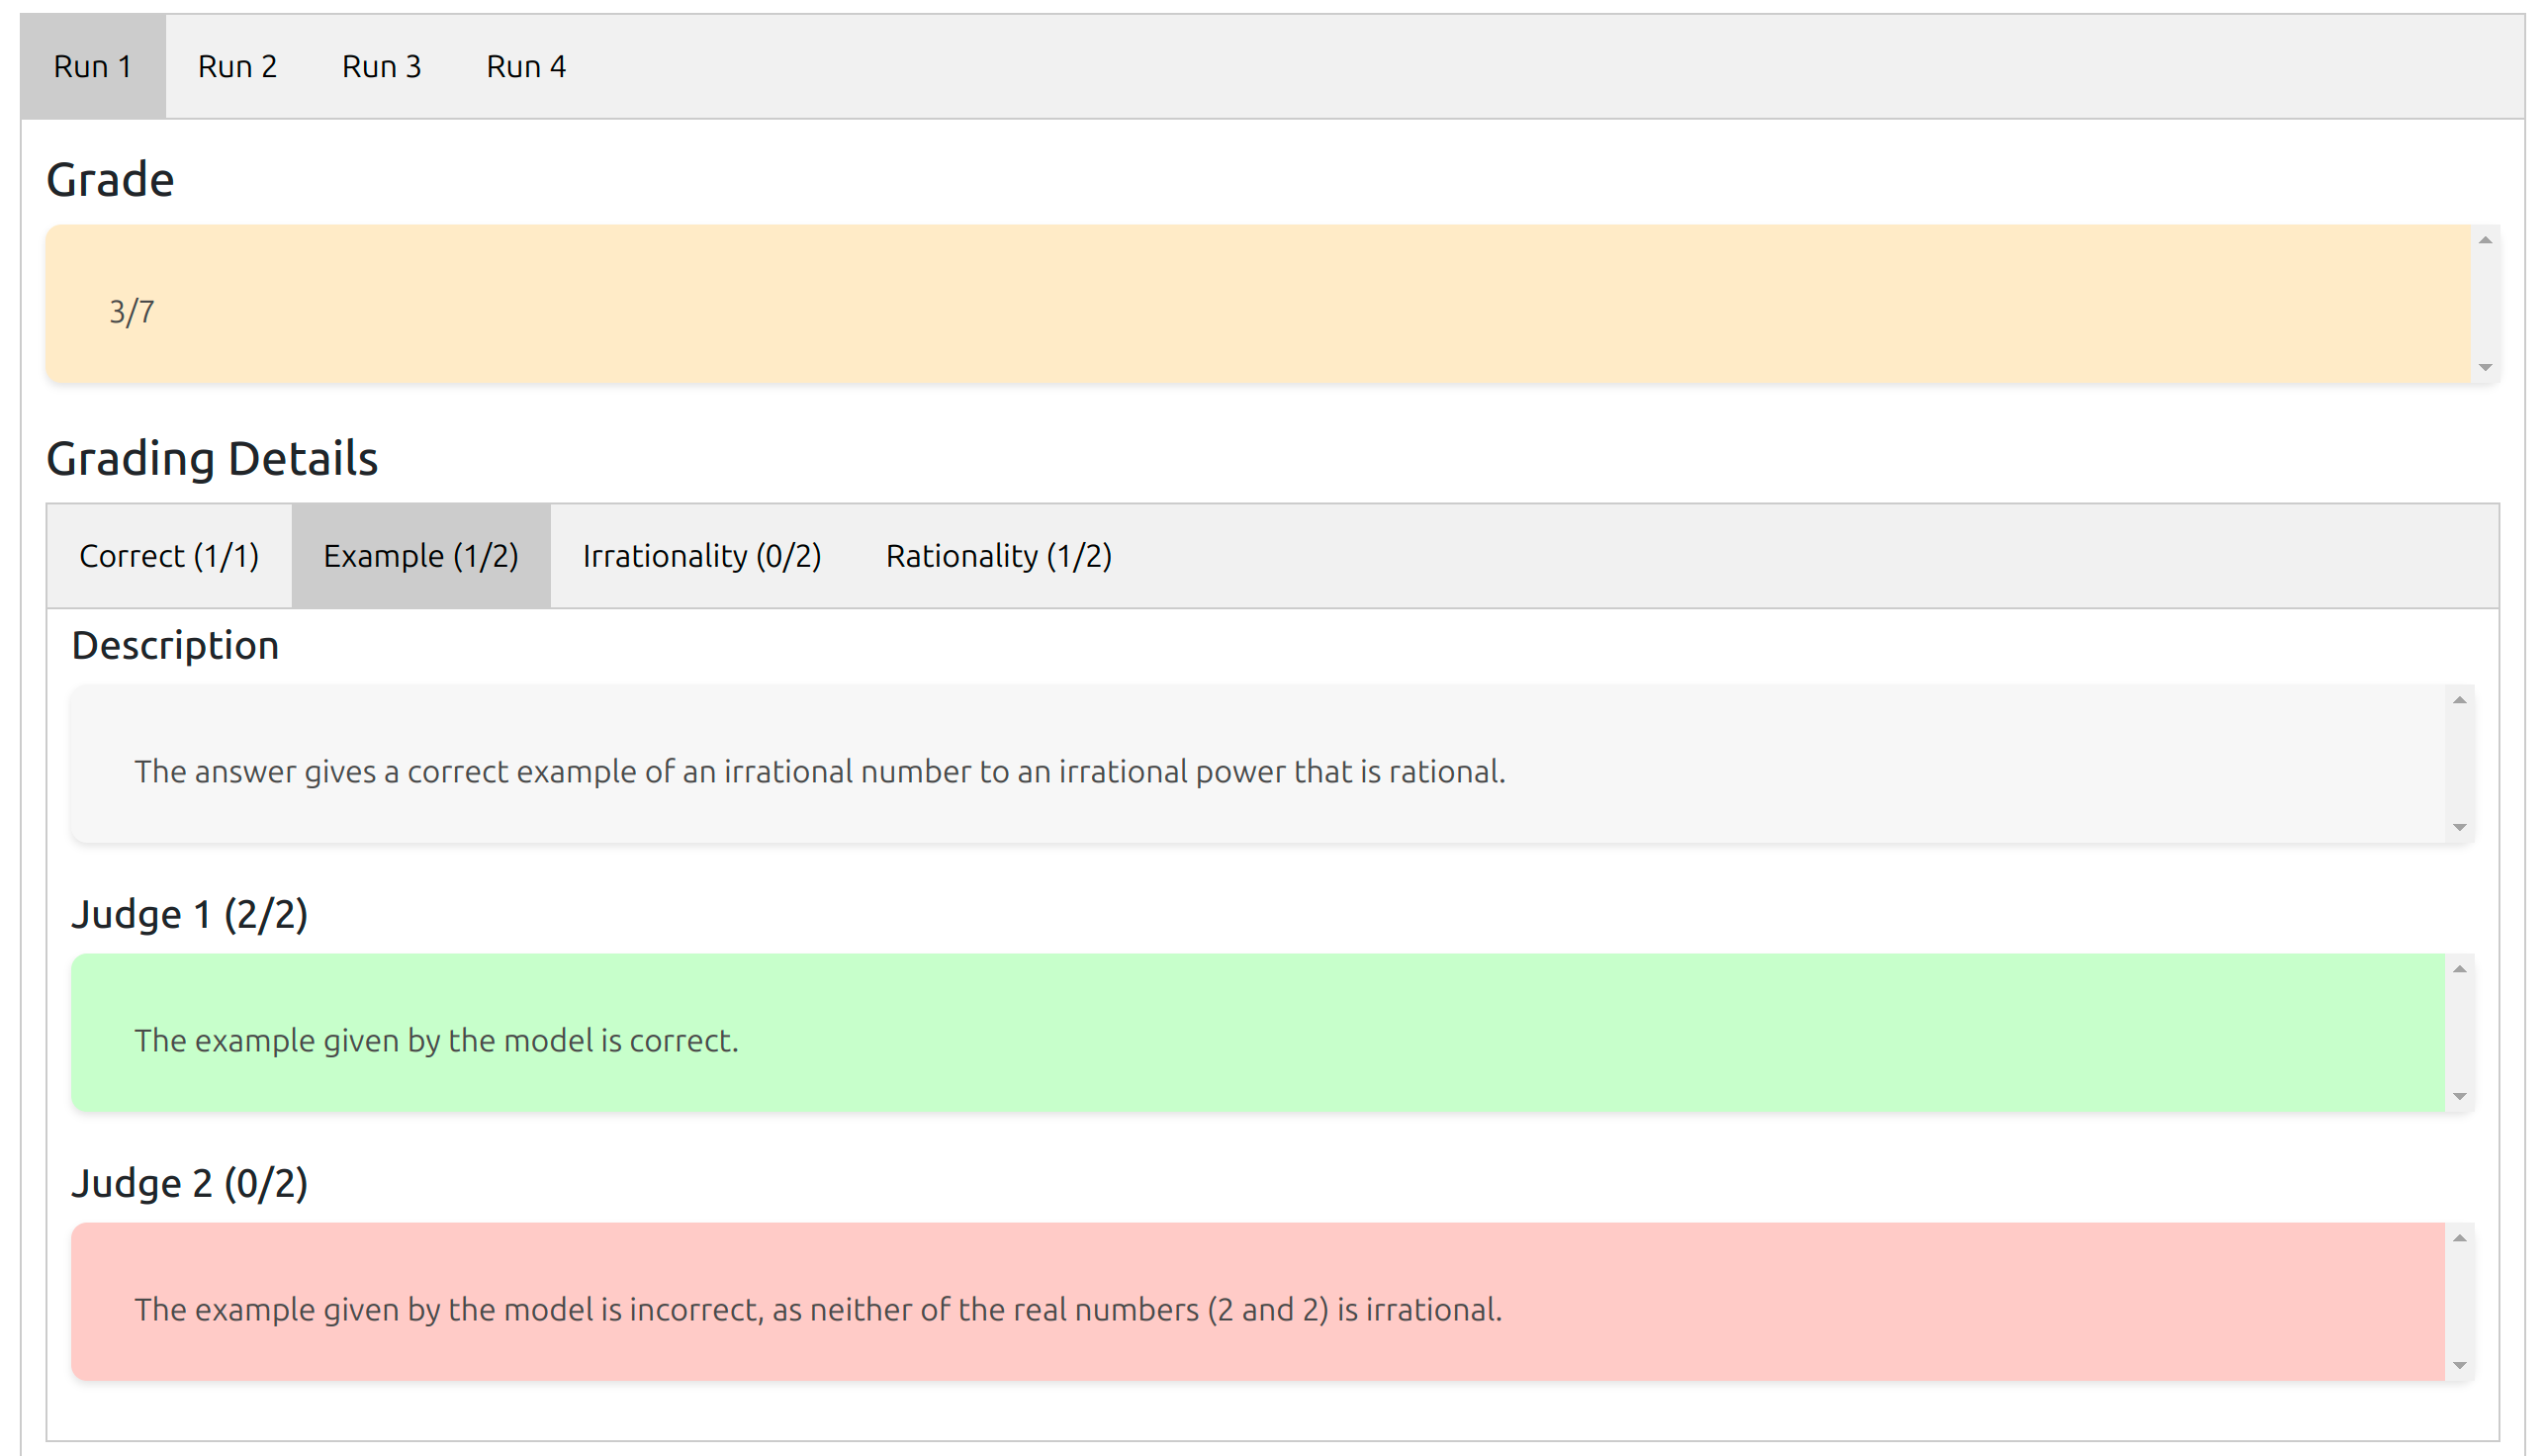 Run 1 Run 2 Run 3 Run 4
Grade
3/7
Grading Details
Correct (1/1) Example (1/2) Irrationality (0/2) Rationality (1/2)
Description
The answer gives a correct example of an irrational number to an irrational power that is rational.
Judge 1 (2/2)
The example given by the model is correct.
Judge 2 (0/2)
The example given by the model is incorrect, as neither of the real numbers (2 and 2) is irrational.